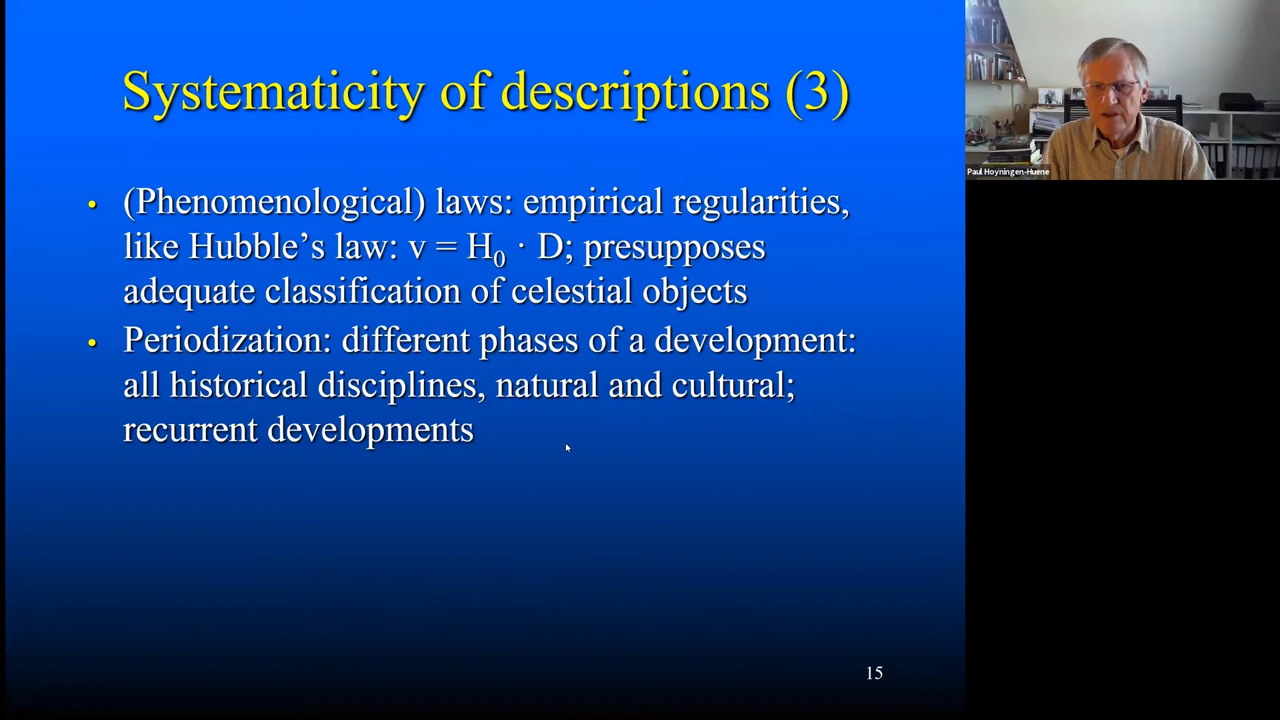 Systematicity of descriptions (3)
• (Phenomenological) laws: empirical regularities,
like Hubble’s law: v = H₀ · D; presupposes
adequate classification of celestial objects
• Periodization: different phases of a development:
all historical disciplines, natural and cultural;
recurrent developments
15
Paul Hoyningen-Huene